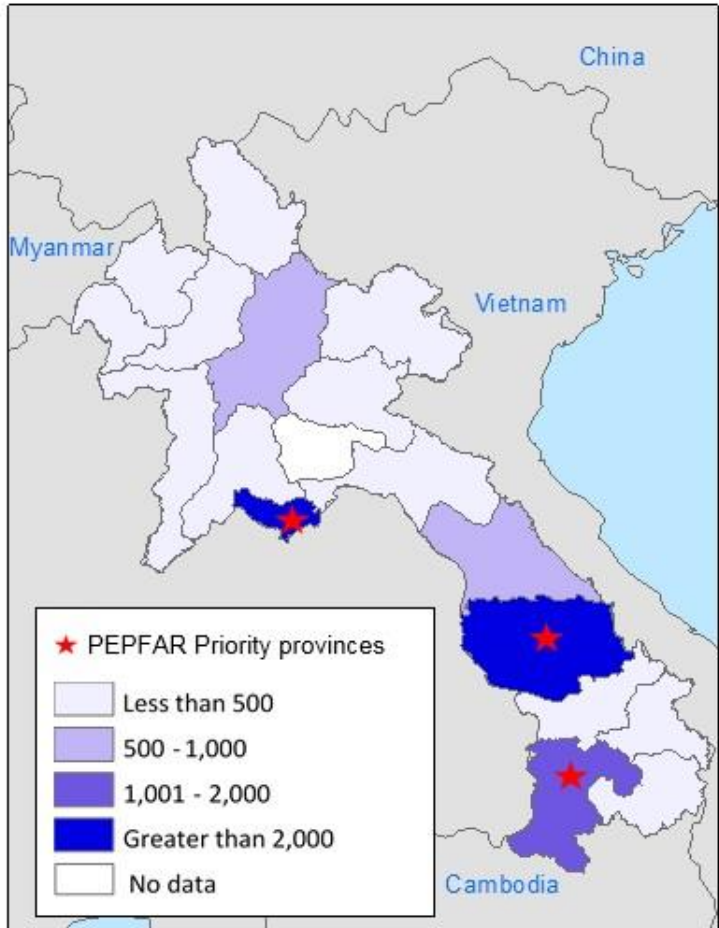 China
Myanmar
Vietnam
PEPFAR Priority provinces
Less than 500
500 - 1,000
1,001 - 2,000
Greater than 2,000
No data
Cambodia